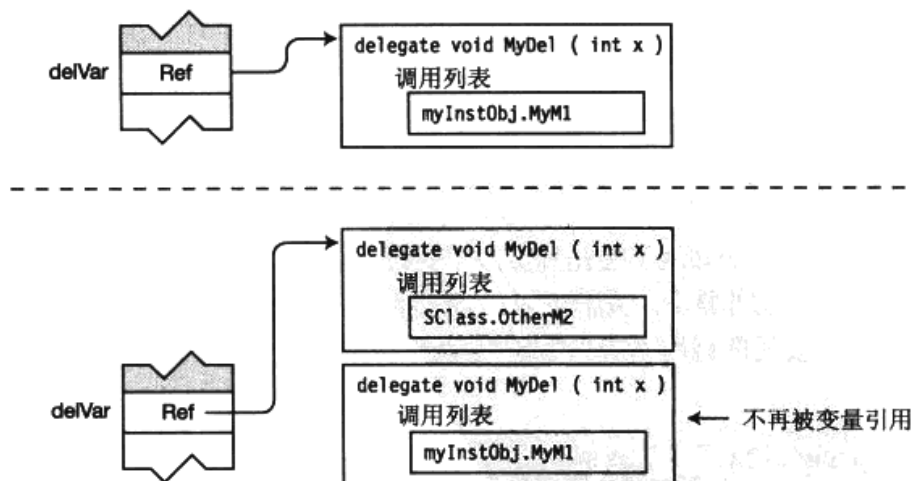 delegate void MyDel ( int x )
delVar
Ref
调用列表
myInstObj.MyM1
delegate void MyDel ( int x )
调用列表
SClass.OtherM2
delegate void MyDel ( int x )
delVar
Ref
调用列表
不再被变量引用
myInstObj.MyM1